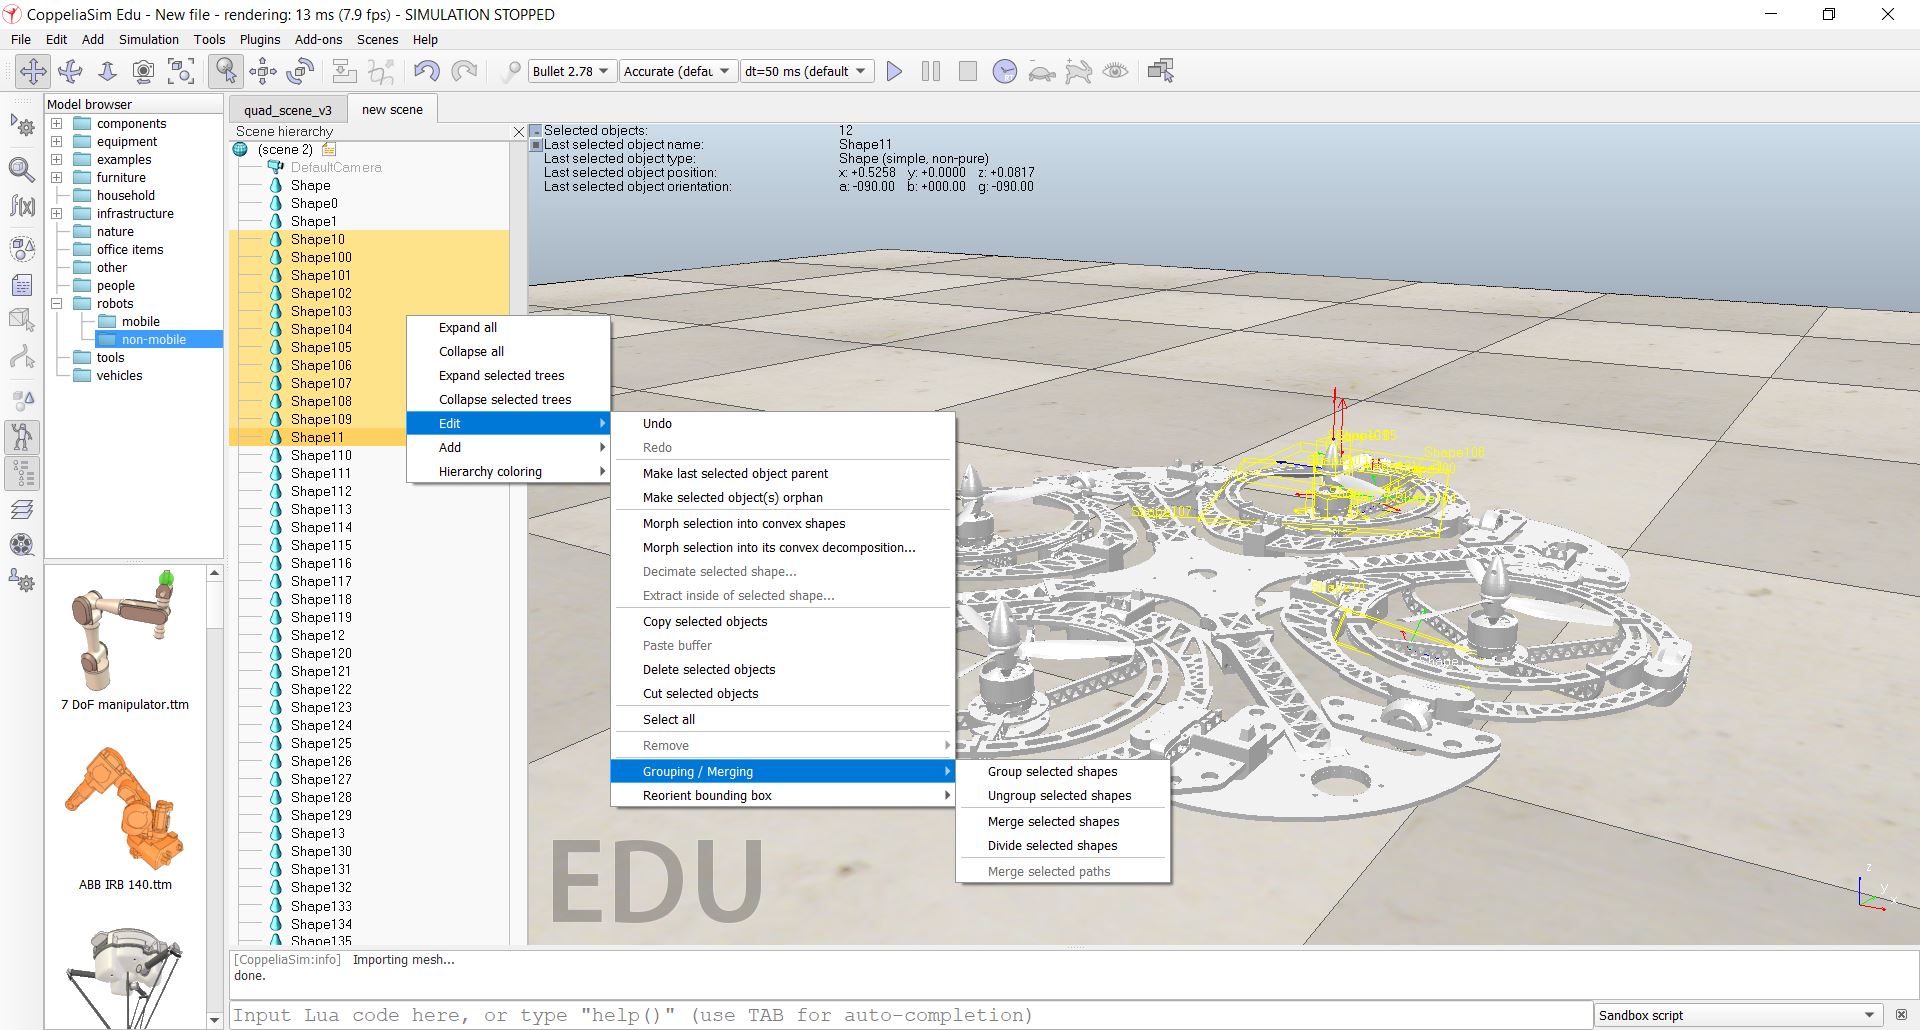 CoppeliaSim Edu - New file - rendering: 13 ms (7.9 fps) - SIMULATION STOPPED
File Edit Add Simulation Tools Plugins Add-ons Scenes Help
Bullet 2.78 Accurate (defau dt=50 ms (default
Model browser
components
equipment
examples
furniture
household
infrastructure
nature
office items
other
people
robots
mobile
non-mobile
tools
vehicles
7 DoF manipulator.ttm
ABB IRB 140.ttm
quad_scene_v3 new scene
Scene hierarchy
(scene 2)
DefaultCamera
Shape
Shape0
Shape1
Shape10
Shape100
Shape101
Shape102
Shape103
Shape104
Shape105
Shape106
Shape107
Shape108
Shape109
Shape11
Shape110
Shape111
Shape112
Shape113
Shape114
Shape115
Shape116
Shape117
Shape118
Shape119
Shape12
Shape120
Shape121
Shape122
Shape123
Shape124
Shape125
Shape126
Shape127
Shape128
Shape129
Shape13
Shape130
Shape131
Shape132
Shape133
Shape134
Shape135
Selected objects: 12
Last selected object name: Shape11
Last selected object type: Shape (simple, non-pure)
Last selected object position: x: +0.5258 y: +0.0000 z: +0.0817
Last selected object orientation: a: -090.00 b: +000.00 g: -090.00
Expand all
Collapse all
Expand selected trees
Collapse selected trees
Edit
Add
Hierarchy coloring
Undo
Redo
Make last selected object parent
Make selected object(s) orphan
Morph selection into convex shapes
Morph selection into its convex decomposition...
Decimate selected shape...
Extract inside of selected shape...
Copy selected objects
Paste buffer
Delete selected objects
Cut selected objects
Select all
Remove
Grouping / Merging
Reorient bounding box
Group selected shapes
Ungroup selected shapes
Merge selected shapes
Divide selected shapes
Merge selected paths
Shape108
Shape107
z
y
x
EDU
[CoppeliaSim:info] Importing mesh...
done.
Input Lua code here, or type "help()" (use TAB for auto-completion)
Sandbox script